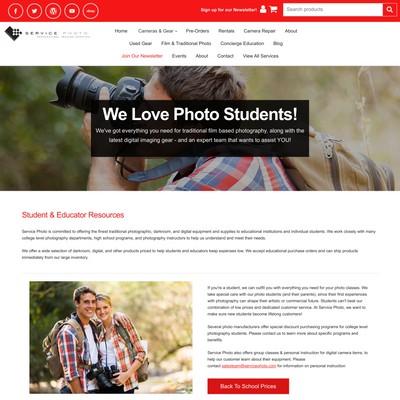 Sign up for our Newsletter!
Search products
SERVICE PHOTO
Home Cameras & Gear Pre-Orders Rentals Camera Repair About
Used Gear Film & Traditional Photo Concierge Education Blog
Join Our Newsletter Events About Contact View All Services
We Love Photo Students!
We've got everything you need for traditional film based photography, along with the
latest digital imaging gear - and an expert team that wants to assist YOU!
Student & Educator Resources
Service Photo is committed to offering the finest traditional photographic, darkroom, and digital equipment and supplies to educational institutions and individual students. We work closely with many
college level photography departments, high school programs, and photography instructors to help us understand and meet their needs.
We offer a wide selection of darkroom, digital, and other products priced to help students and educators keep expenses low. We accept educational purchase orders and can ship products
immediately from our large inventory.
If you're a student, we can outfit you with everything you need for your photo classes. We
take special care with our photo students (and their parents), since their first experiences
with photography can shape their artistic or commercial future. Students can't beat our
combination of low prices and dedicated customer service. At Service Photo, we want to
make sure new students become lifelong customers!
Several photo manufacturers offer special discount purchasing programs for college level
photography students. Please contact us to learn more about specific programs and
benefits.
Service Photo also offers group classes & personal instruction for digital camera items, to
help our customer learn about their equipment. Please
contact salesteam@servicephoto.com for information on personal instruction
Back To School Prices